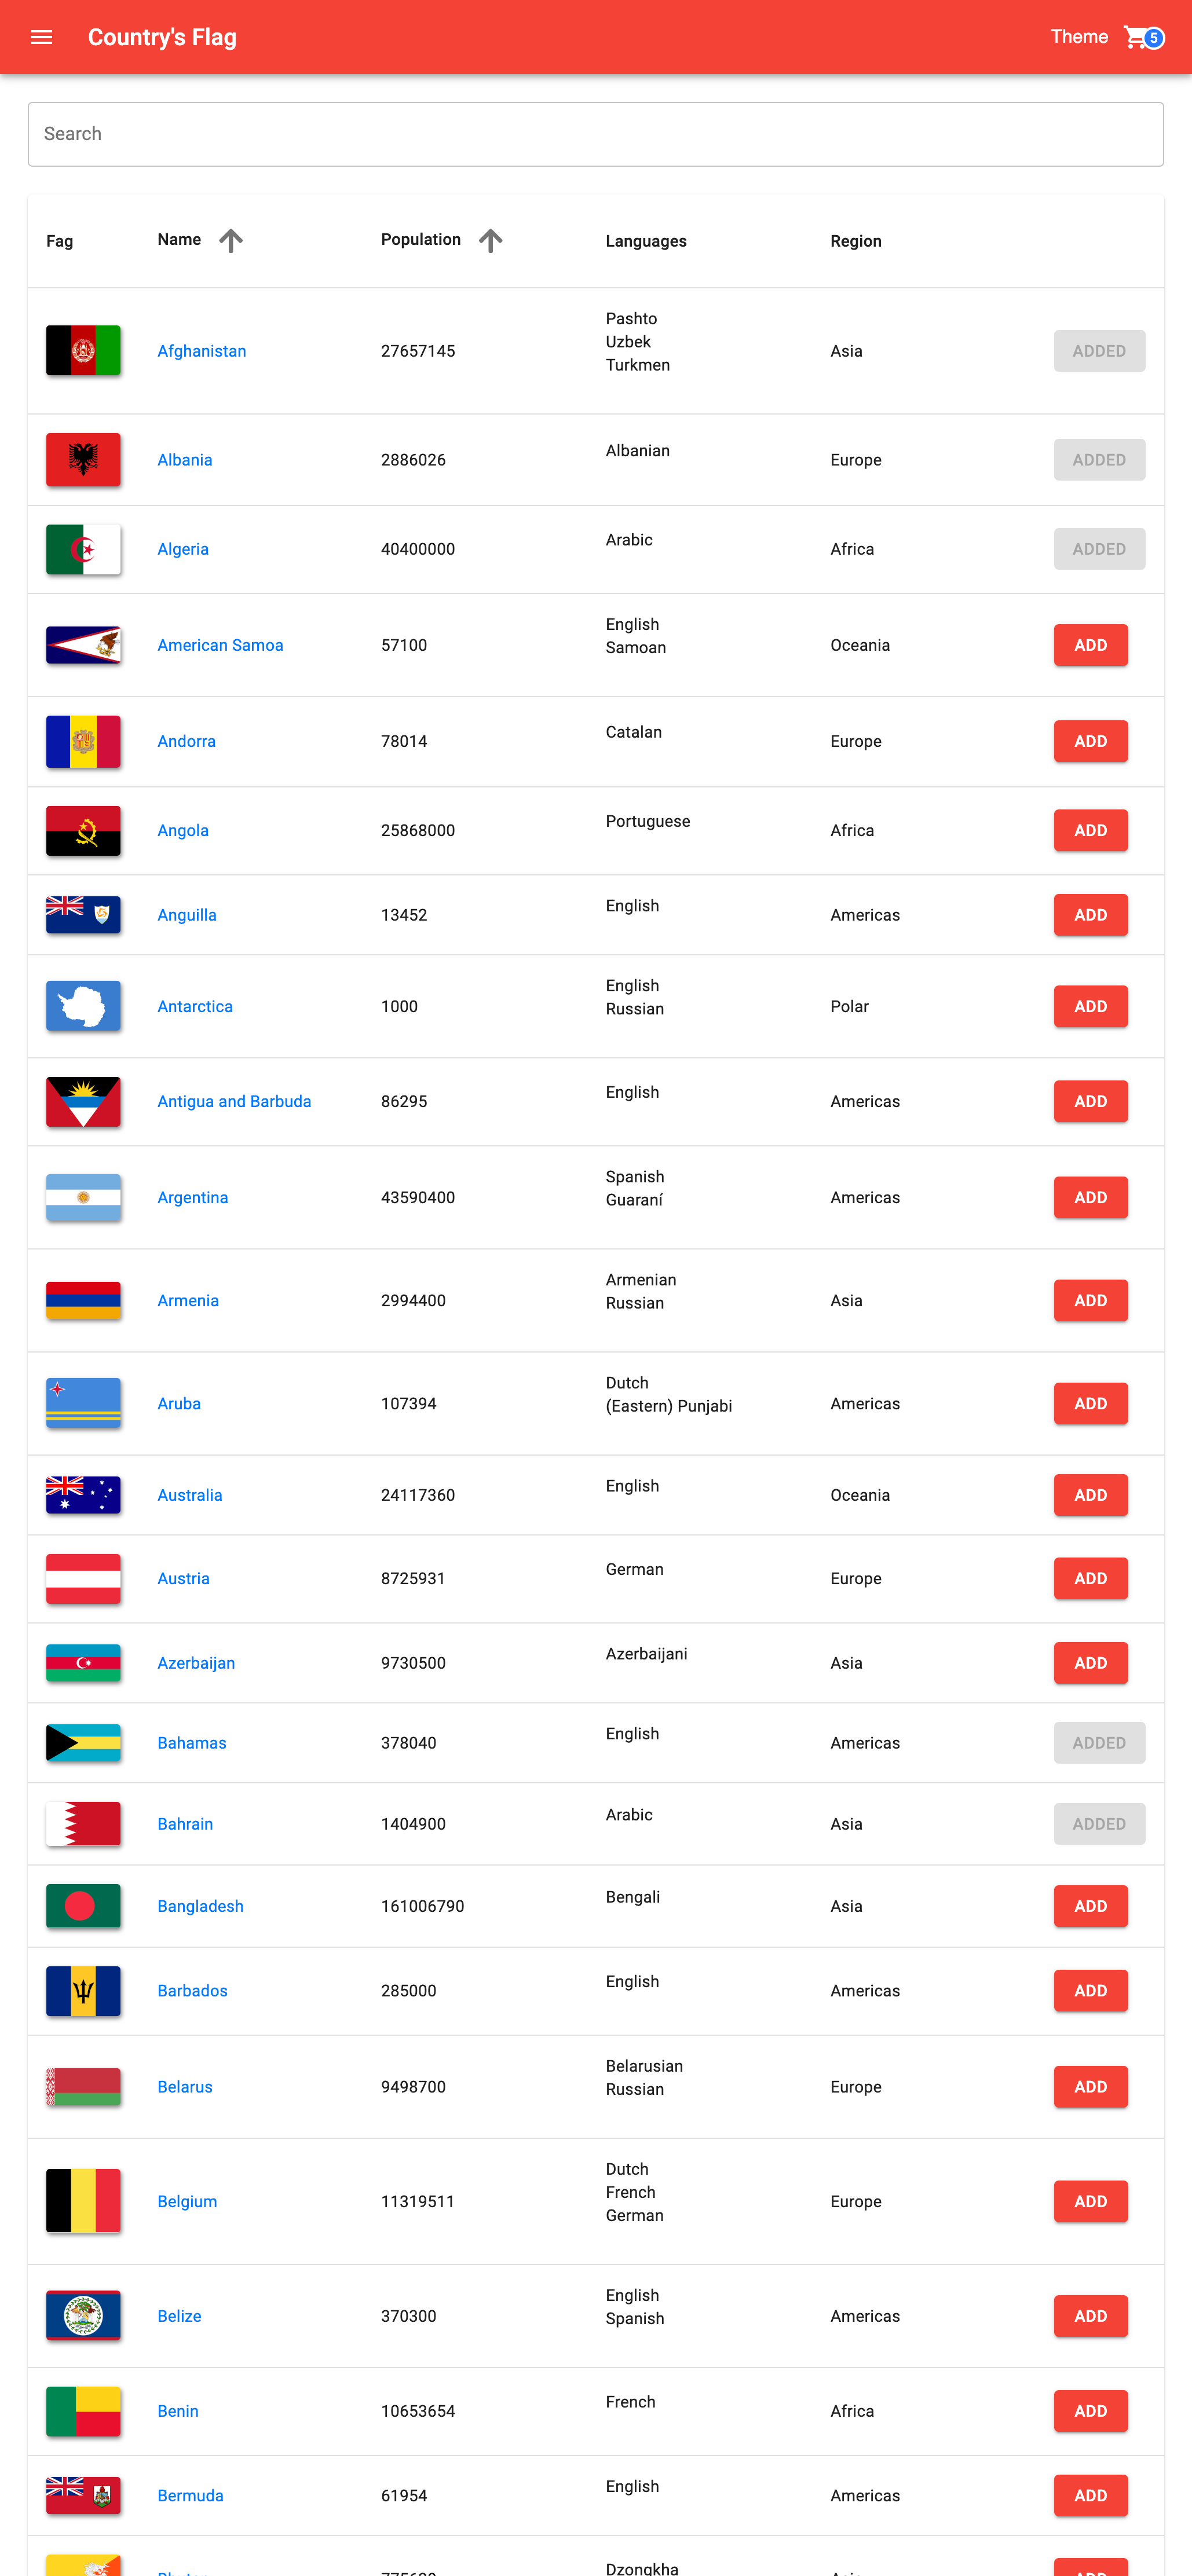 Country's Flag
Theme
5
Search
Fag Name Population Languages Region
Afghanistan 27657145 Pashto Asia ADDED
Uzbek
Turkmen
Albania 2886026 Albanian Europe ADDED
Algeria 40400000 Arabic Africa ADDED
American Samoa 57100 English Oceania ADD
Samoan
Andorra 78014 Catalan Europe ADD
Angola 25868000 Portuguese Africa ADD
Anguilla 13452 English Americas ADD
Antarctica 1000 English Polar ADD
Russian
Antigua and Barbuda 86295 English Americas ADD
Argentina 43590400 Spanish Americas ADD
Guaraní
Armenia 2994400 Armenian Asia ADD
Russian
Aruba 107394 Dutch Americas ADD
(Eastern) Punjabi
Australia 24117360 English Oceania ADD
Austria 8725931 German Europe ADD
Azerbaijan 9730500 Azerbaijani Asia ADD
Bahamas 378040 English Americas ADDED
Bahrain 1404900 Arabic Asia ADDED
Bangladesh 161006790 Bengali Asia ADD
Barbados 285000 English Americas ADD
Belarus 9498700 Belarusian Europe ADD
Russian
Belgium 11319511 Dutch Europe ADD
French
German
Belize 370300 English Americas ADD
Spanish
Benin 10653654 French Africa ADD
Bermuda 61954 English Americas ADD
Dzongkha